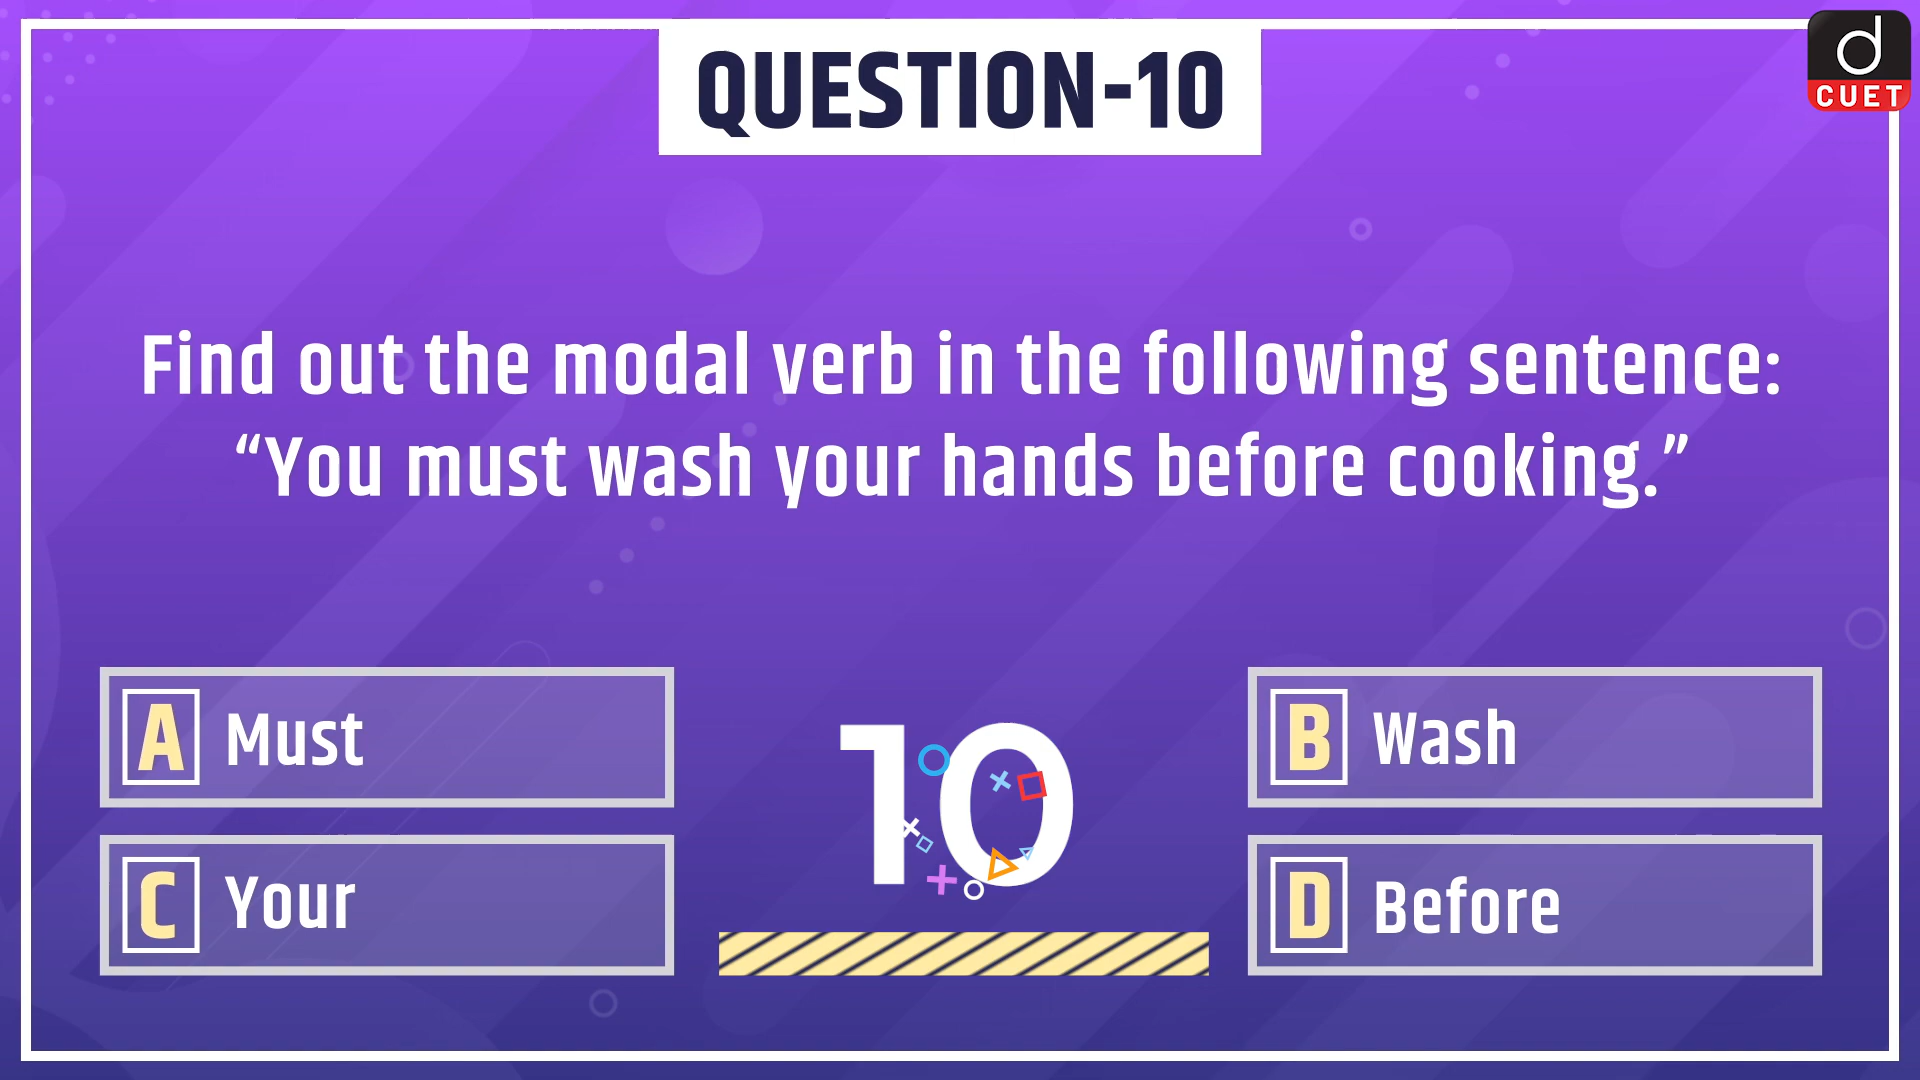 d
CUET
QUESTION-10
Find out the modal verb in the following sentence:
“You must wash your hands before cooking.”
A Must
B Wash
10
C Your
D Before